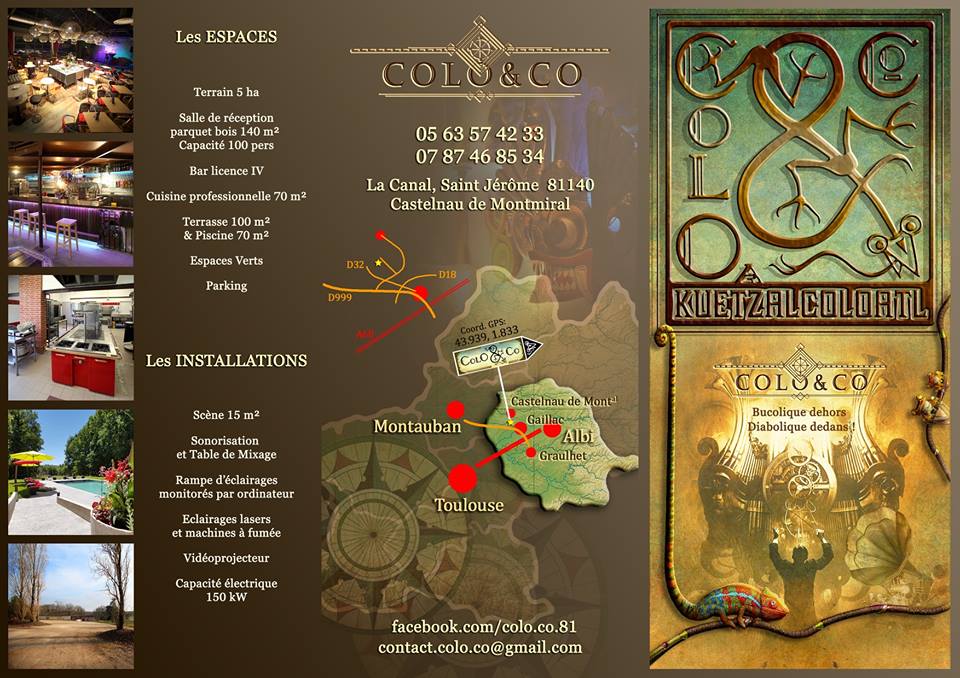 Les ESPACES
Terrain 5 ha
Salle de réception
parquet bois 140 m²
Capacité 100 pers
Bar licence IV
Cuisine professionnelle 70 m²
Terrasse 100 m²
& Piscine 70 m²
Espaces Verts
Parking
Les INSTALLATIONS
Scène 15 m²
Sonorisation
et Table de Mixage
Rampe d'éclairages
monitorés par ordinateur
Eclairages lasers
et machines à fumée
Vidéoprojecteur
Capacité électrique
150 kW
COLO&CO
05 63 57 42 33
07 87 46 85 34
La Canal, Saint Jérôme 81140
Castelnau de Montmiral
D32
D18
D999
A68
Coord. GPS:
43.939, 1.833
COLO & CO
Castelnau de Mont-l
Gaillac
Montauban
Albi
Graulhet
Toulouse
facebook.com/colo.co.81
contact.colo.co@gmail.com
COLO & CO
KUETZALCOLOATL
COLO&CO
Bucolique dehors
Diabolique dedans !